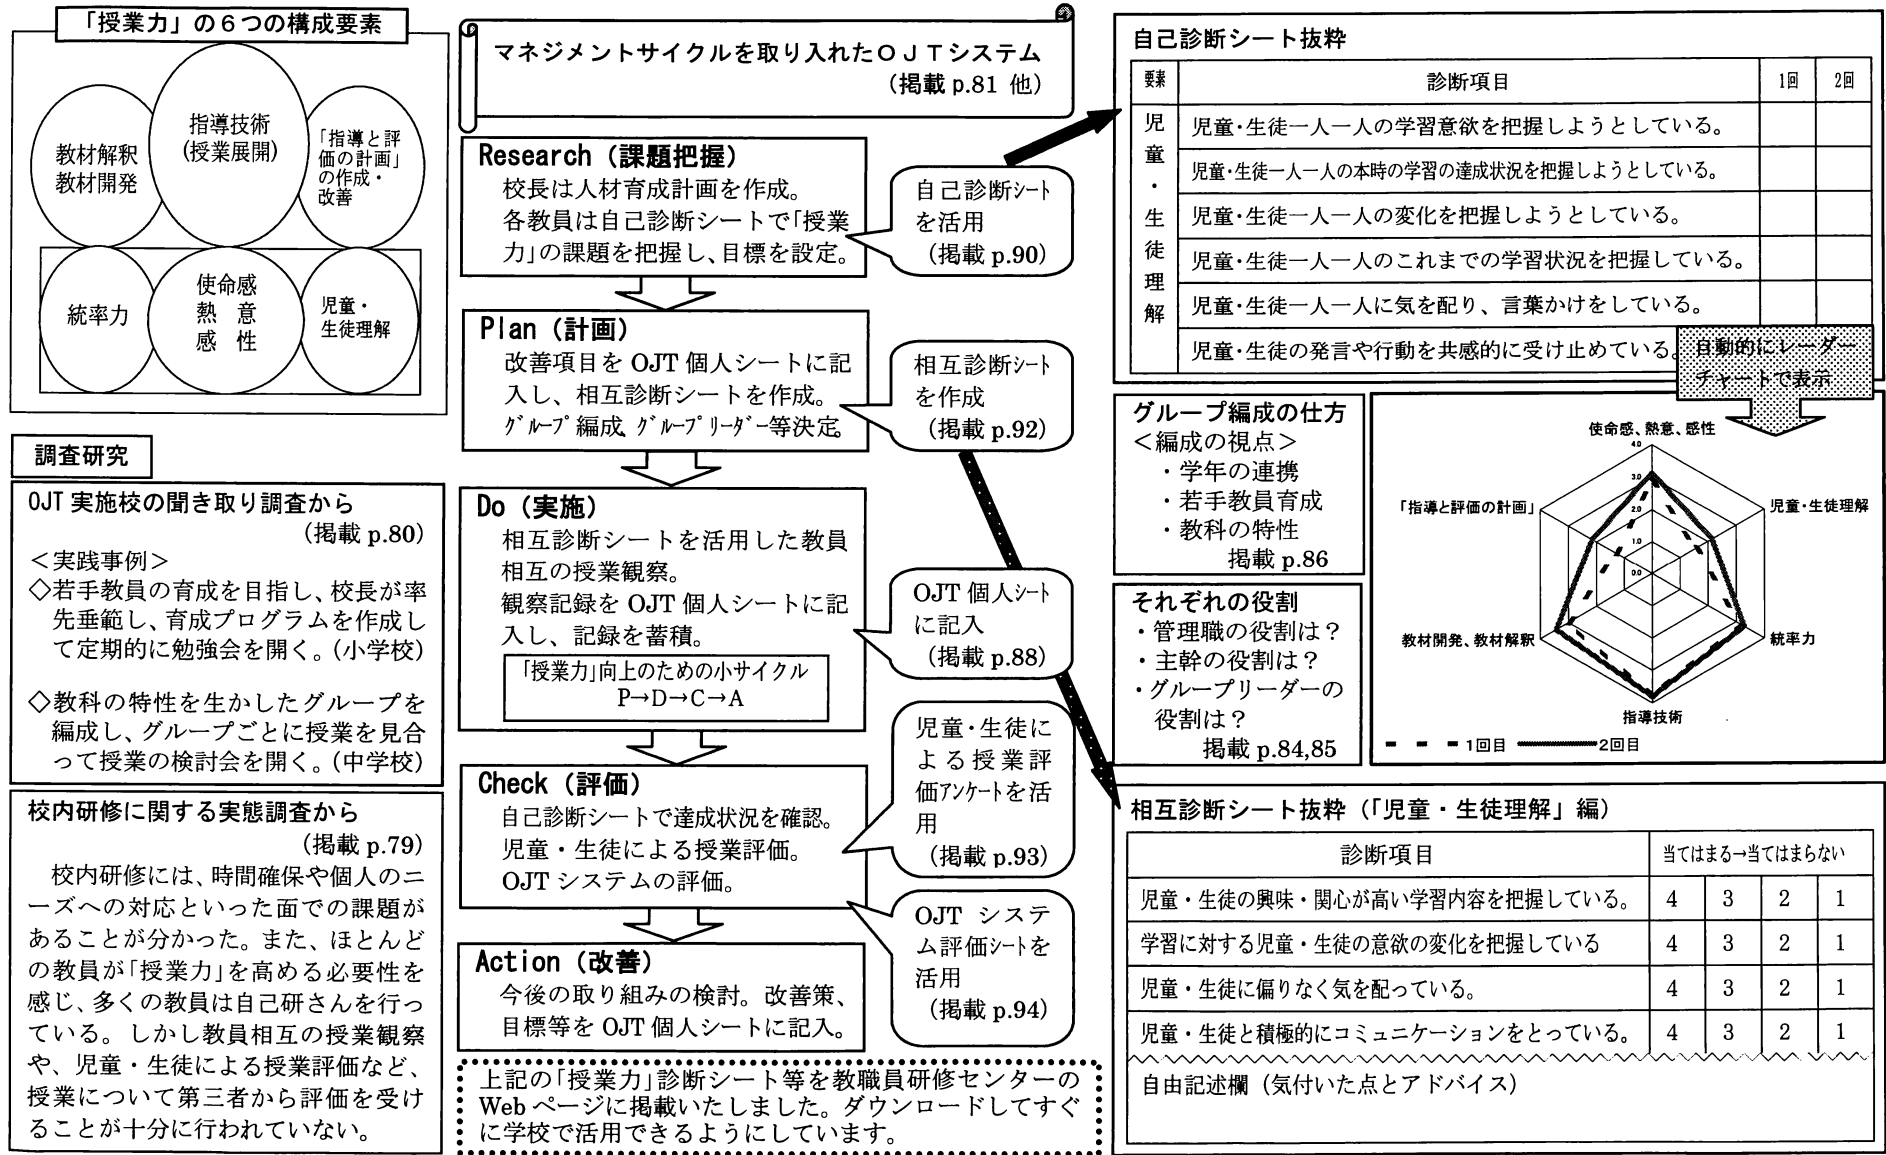 「授業力」の６つの構成要素
教材解釈
教材開発
指導技術
(授業展開)
「指導と評
価の計画」
の作成・
改善
統率力
使命感
熱　意
感　性
児童・
生徒理解
調査研究
OJT 実施校の聞き取り調査から
(掲載 p.80)
＜実践事例＞
◇若手教員の育成を目指し、校長が率
先垂範し、育成プログラムを作成し
て定期的に勉強会を開く。(小学校)
◇教科の特性を生かしたグループを
編成し、グループごとに授業を見合
って授業の検討会を開く。(中学校)
校内研修に関する実態調査から
(掲載 p.79)
校内研修には、時間確保や個人のニ
ーズへの対応といった面での課題が
あることが分かった。また、ほとんど
の教員が「授業力」を高める必要性を
感じ、多くの教員は自己研さんを行っ
ている。しかし教員相互の授業観察
や、児童・生徒による授業評価など、
授業について第三者から評価を受け
ることが十分に行われていない。
マネジメントサイクルを取り入れたＯＪＴシステム
(掲載 p.81 他)
Research（課題把握）
校長は人材育成計画を作成。
各教員は自己診断シートで「授業
力」の課題を把握し、目標を設定。
自己診断シート
を活用
(掲載 p.90)
Plan（計画）
改善項目を OJT 個人シートに記
入し、相互診断シートを作成。
グループ編成、グループリーダー等決定。
相互診断シート
を作成
(掲載 p.92)
Do（実施）
相互診断シートを活用した教員
相互の授業観察。
観察記録を OJT 個人シートに記
入し、記録を蓄積。
「授業力」向上のための小サイクル
P→D→C→A
OJT 個人シート
に記入
(掲載 p.88)
Check（評価）
自己診断シートで達成状況を確認。
児童・生徒による授業評価。
OJT システムの評価。
児童・生徒に
よる授業評
価アンケートを活
用
(掲載 p.93)
OJT システ
ム評価シートを
活用
(掲載 p.94)
Action（改善）
今後の取り組みの検討。改善策、
目標等を OJT 個人シートに記入。
上記の「授業力」診断シート等を教職員研修センターの
Web ページに掲載いたしました。ダウンロードしてすぐ
に学校で活用できるようにしています。
自己診断シート抜粋
要素 診断項目 1回 2回
児童・生徒理解
児童・生徒一人一人の学習意欲を把握しようとしている。
児童・生徒一人一人の本時の学習の達成状況を把握しようとしている。
児童・生徒一人一人の変化を把握しようとしている。
児童・生徒一人一人のこれまでの学習状況を把握している。
児童・生徒一人一人に気を配り、言葉かけをしている。
児童・生徒の発言や行動を共感的に受け止めている。
自動的にレーダー
チャートで表示
グループ編成の仕方
＜編成の視点＞
・学年の連携
・若手教員育成
・教科の特性
掲載 p.86
それぞれの役割
・管理職の役割は？
・主幹の役割は？
・グループリーダーの
役割は？
掲載 p.84,85
使命感、熱意、感性
4.0
3.0
2.0
1.0
0.0
「指導と評価の計画」
児童・生徒理解
教材開発、教材解釈
統率力
指導技術
1回目 2回目
相互診断シート抜粋（「児童・生徒理解」編）
診断項目 当てはまる→当てはまらない
児童・生徒の興味・関心が高い学習内容を把握している。 4 3 2 1
学習に対する児童・生徒の意欲の変化を把握している 4 3 2 1
児童・生徒に偏りなく気を配っている。 4 3 2 1
児童・生徒と積極的にコミュニケーションをとっている。 4 3 2 1
自由記述欄（気付いた点とアドバイス）